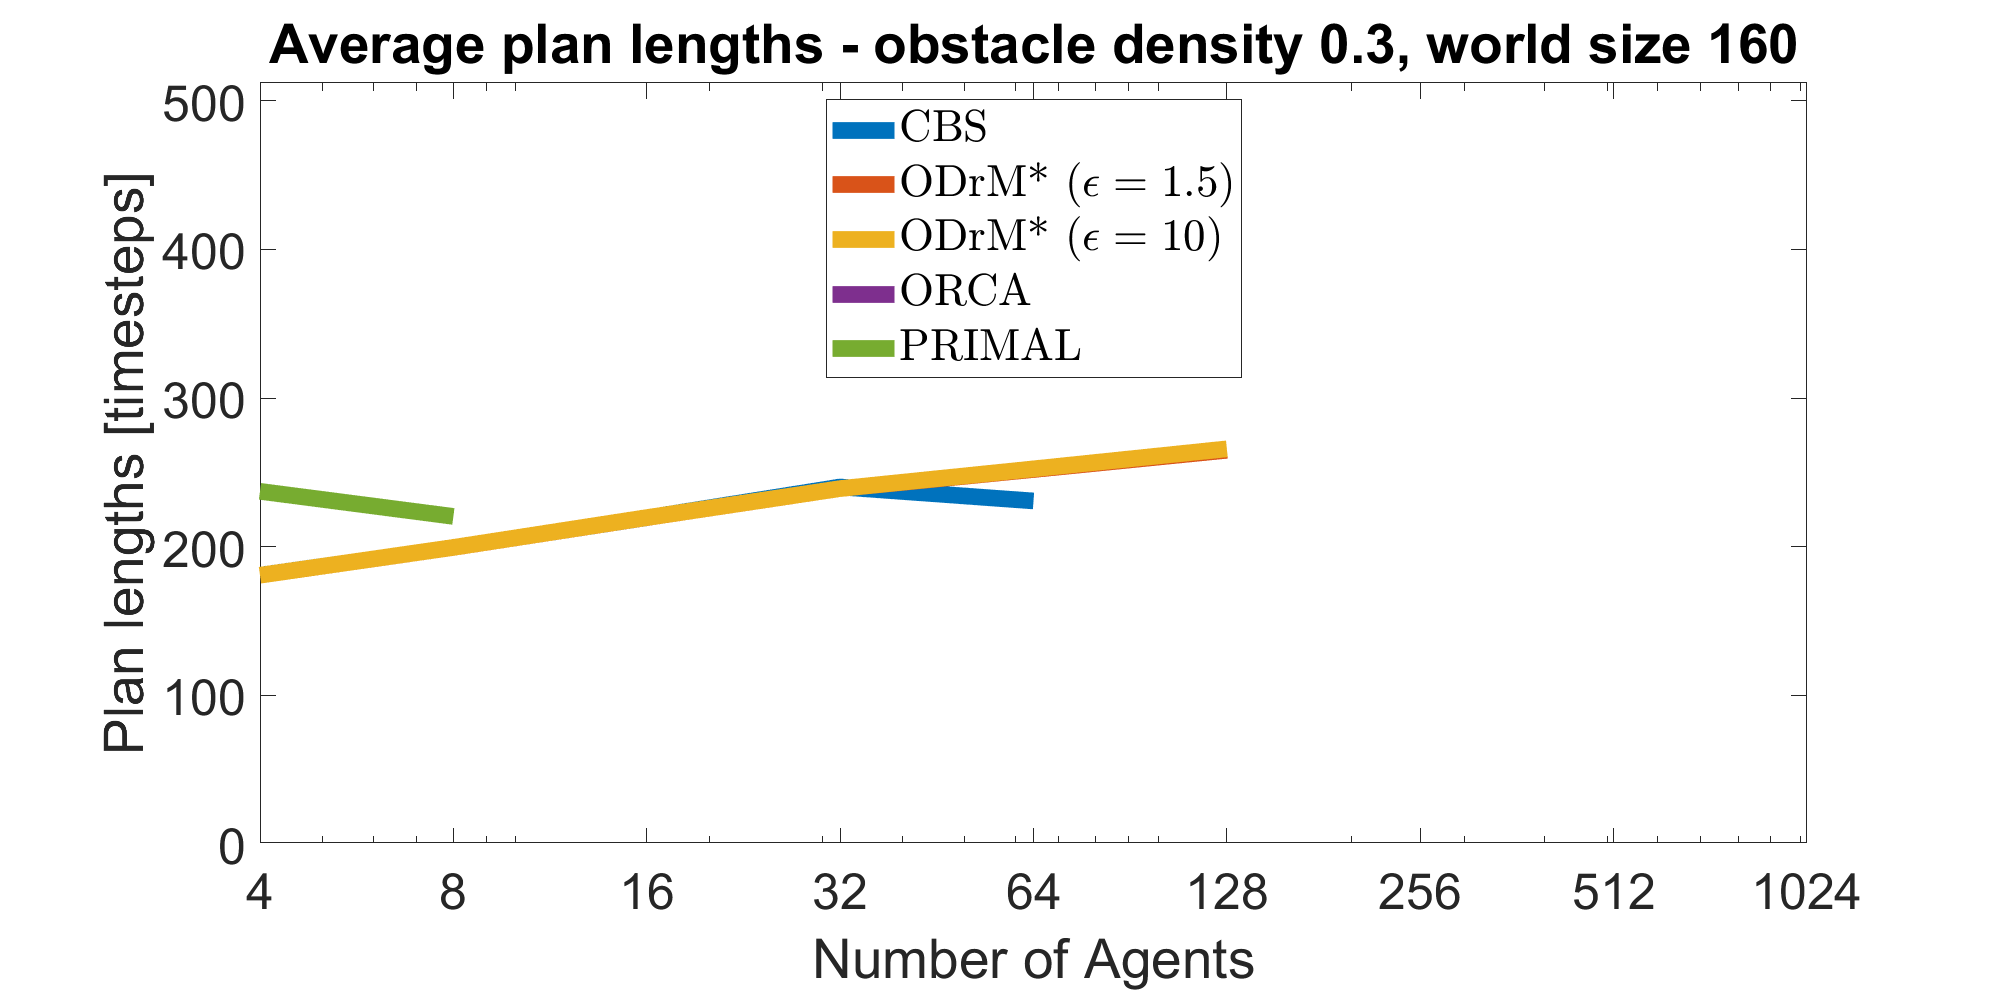 Average plan lengths - obstacle density 0.3, world size 160
500
400
300
200
100
0
Plan lengths [timesteps]
CBS
ODrM* (ϵ = 1.5)
ODrM* (ϵ = 10)
ORCA
PRIMAL
4 8 16 32 64 128 256 512 1024
Number of Agents